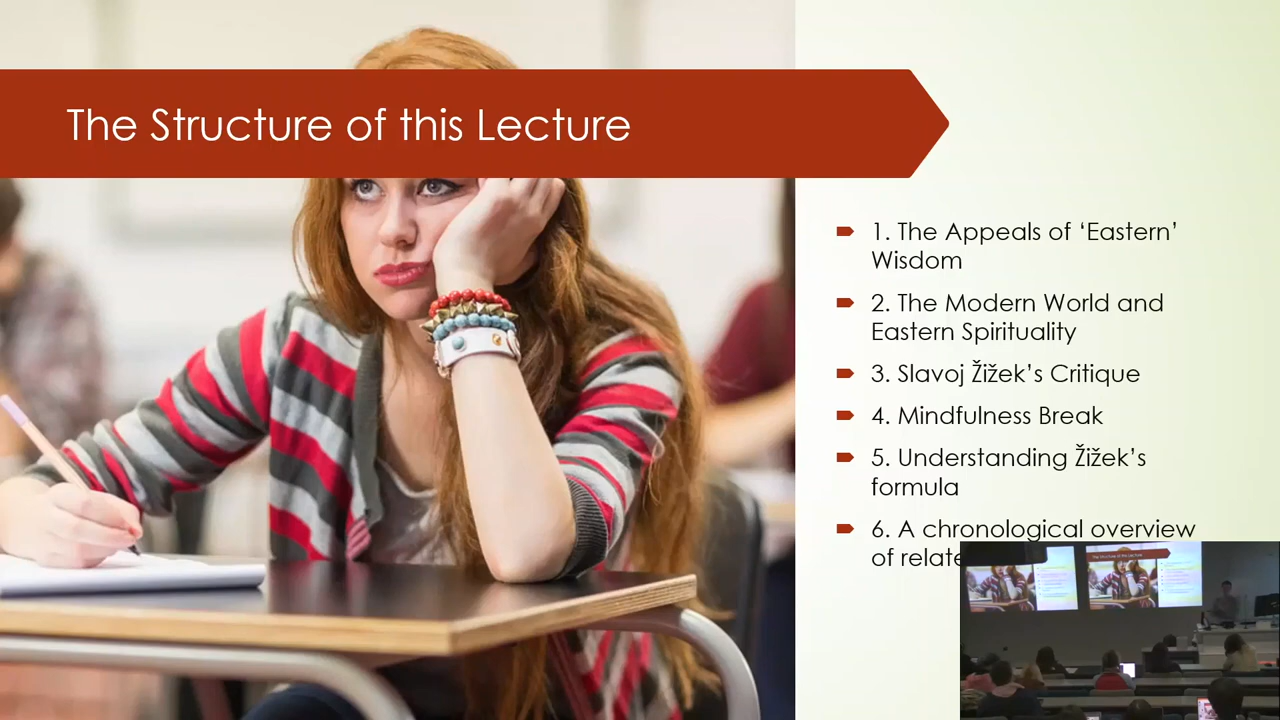 The Structure of this Lecture
1. The Appeals of ‘Eastern’
Wisdom
2. The Modern World and
Eastern Spirituality
3. Slavoj Žižek’s Critique
4. Mindfulness Break
5. Understanding Žižek’s
formula
6. A chronological overview
of